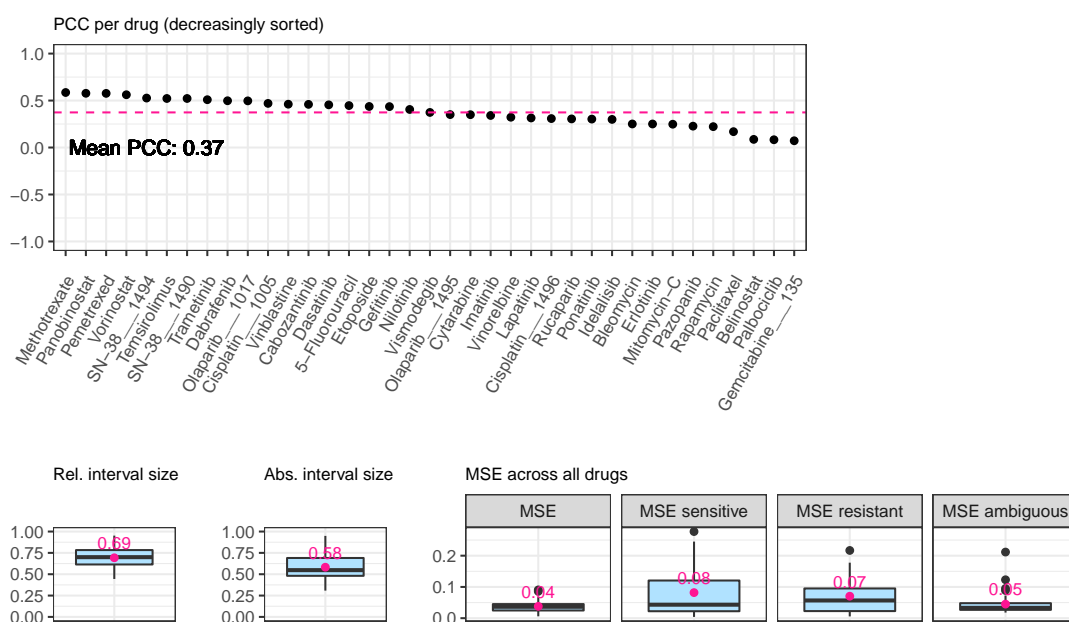 PCC per drug (decreasingly sorted)
1.0
0.5
0.0
−0.5
−1.0
Mean PCC: 0.37
Methotrexate
Panobinostat
Pemetrexed
Vorinostat
SN−38___1494
Temsirolimus
SN−38___1490
Trametinib
Dabrafenib
Olaparib___1017
Cisplatin___1005
Vinblastine
Cabozantinib
Dasatinib
5−Fluorouracil
Etoposide
Gefitinib
Nilotinib
Vismodegib
Olaparib___1495
Cytarabine
Imatinib
Vinorelbine
Lapatinib
Cisplatin___1496
Rucaparib
Ponatinib
Idelalisib
Bleomycin
Erlotinib
Mitomycin−C
Pazopanib
Rapamycin
Paclitaxel
Belinostat
Palbociclib
Gemcitabine___135
Rel. interval size
1.00
0.75
0.50
0.25
0.00
0.69
Abs. interval size
1.00
0.75
0.50
0.25
0.00
0.58
MSE across all drugs
MSE
MSE sensitive
MSE resistant
MSE ambiguous
0.2
0.1
0.0
0.04
0.08
0.07
0.05